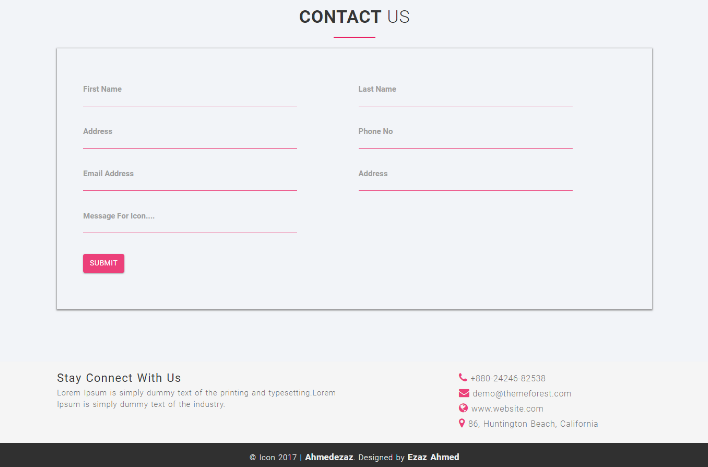 CONTACT US
First Name
Last Name
Address
Phone No
Email Address
Address
Message For Icon....
SUBMIT
Stay Connect With Us
Lorem Ipsum is simply dummy text of the printing and typesetting.Lorem
Ipsum is simply dummy text of the industry.
+880 24246 82538
demo@themeforest.com
www.website.com
86, Huntington Beach, California
© Icon 2017 | Ahmedezaz. Designed by Ezaz Ahmed